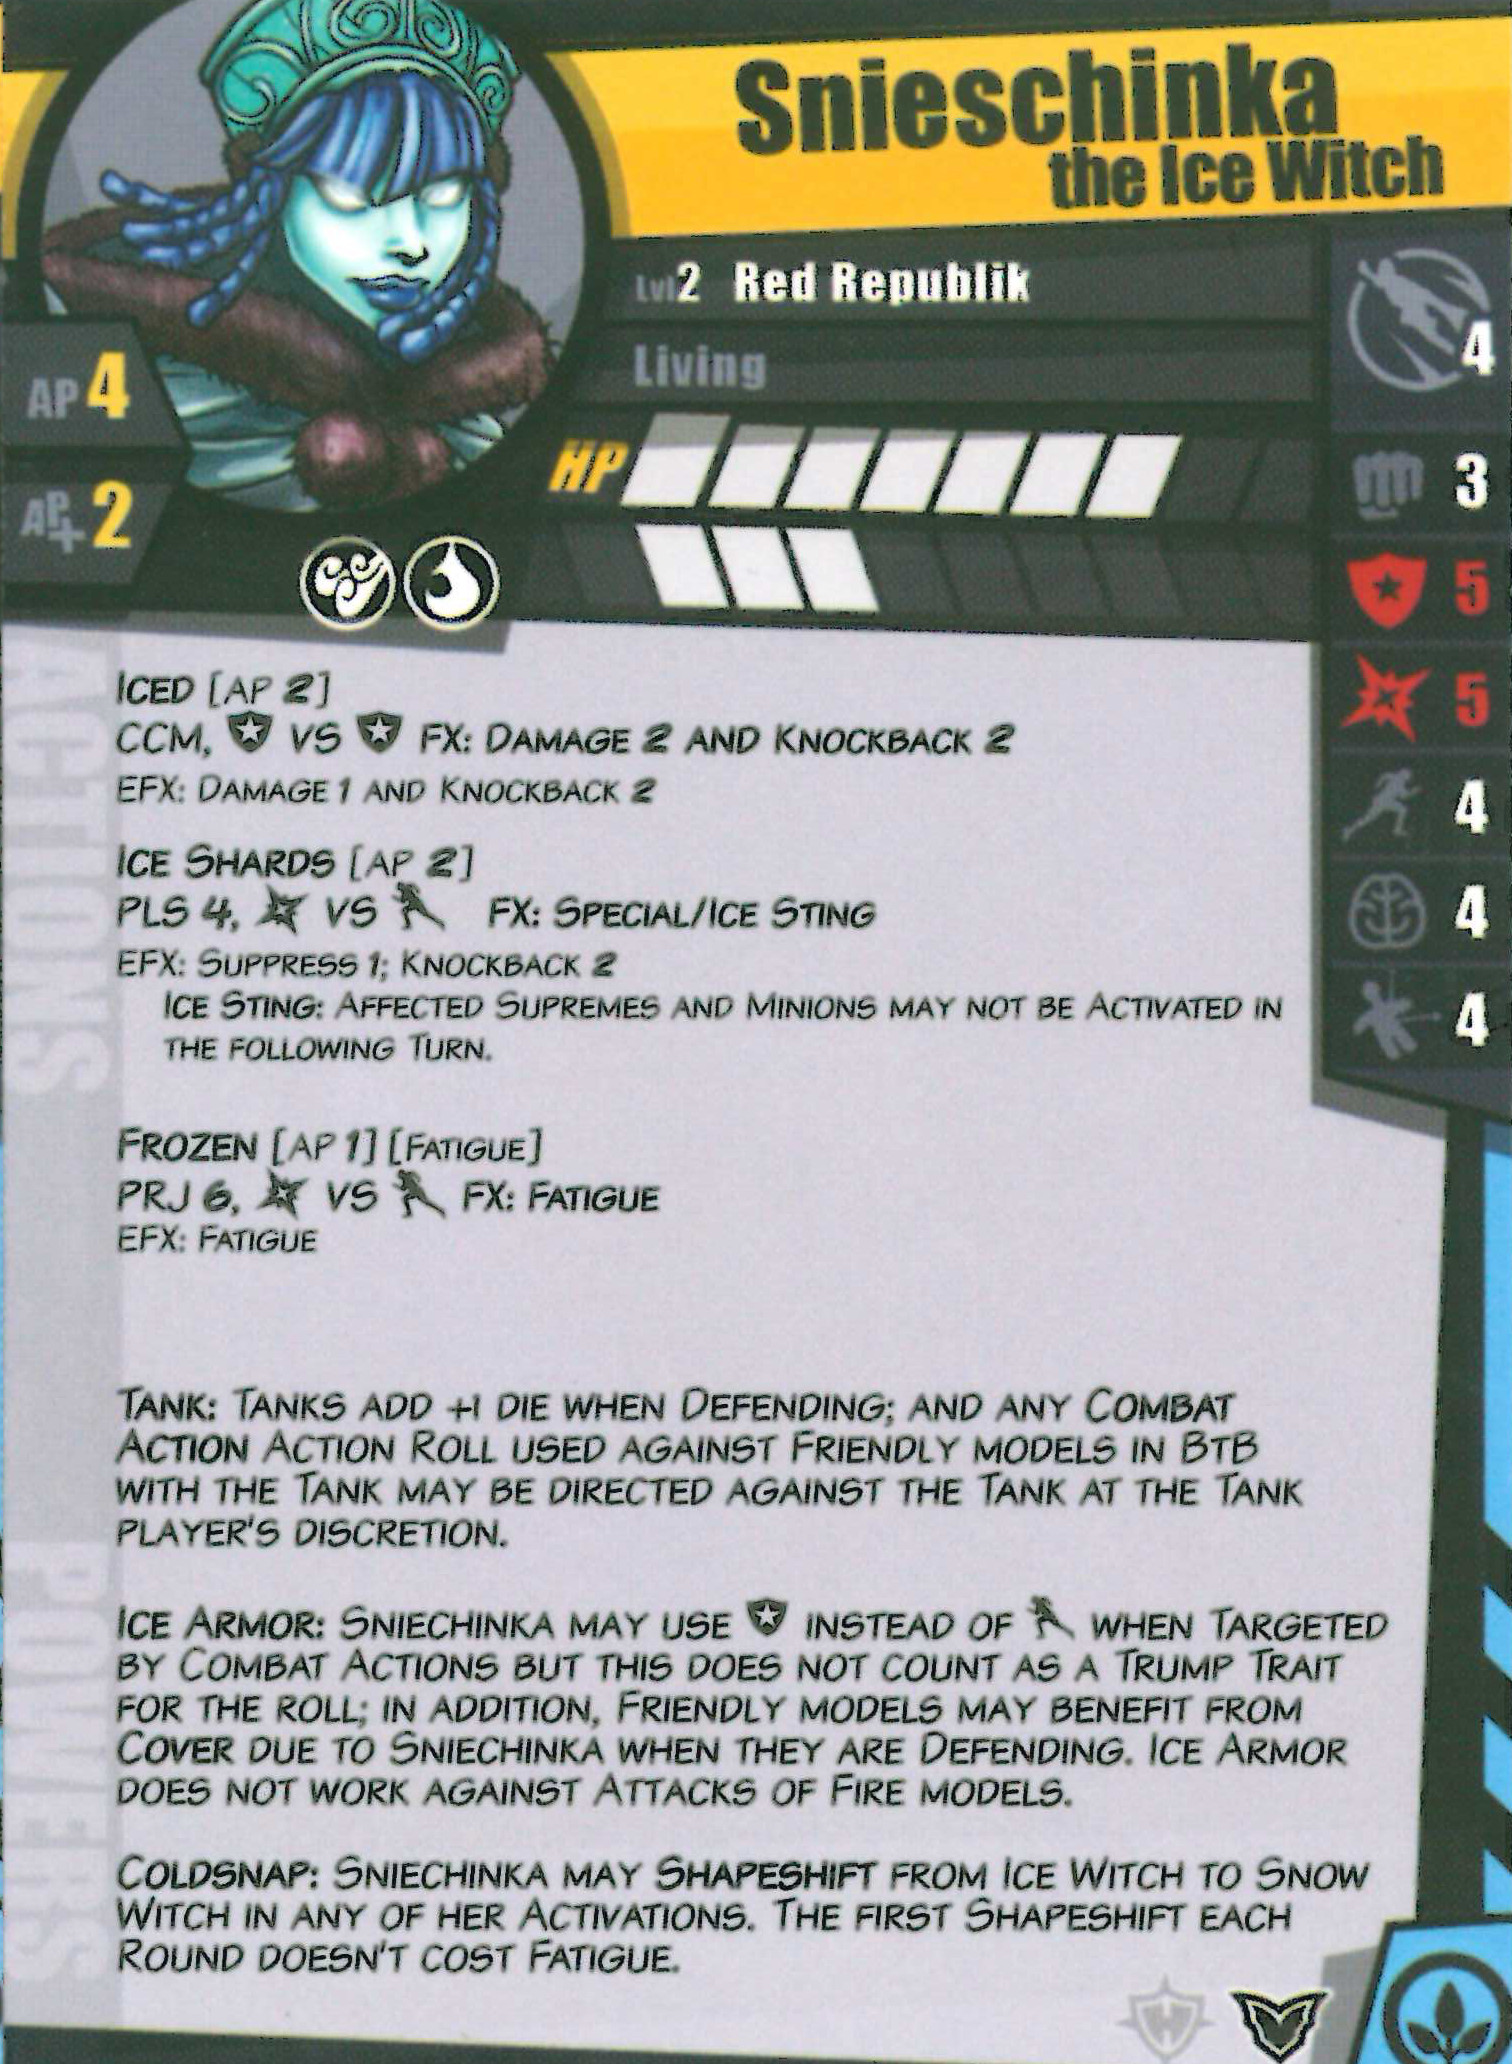 Snieschinka
the Ice Witch
Lvl 2 Red Republik
4
Living
AP 4
HP
3
AP+ 2
5
5
4
4
4
ACTIONS
ICED [AP 2]
CCM, VS FX: DAMAGE 2 AND KNOCKBACK 2
EFX: DAMAGE 1 AND KNOCKBACK 2
ICE SHARDS [AP 2]
PLS 4, VS FX: SPECIAL/ICE STING
EFX: SUPPRESS 1; KNOCKBACK 2
ICE STING: AFFECTED SUPREMES AND MINIONS MAY NOT BE ACTIVATED IN
THE FOLLOWING TURN.
FROZEN [AP 1] [FATIGUE]
PRJ 6, VS FX: FATIGUE
EFX: FATIGUE
POWERS
TANK: TANKS ADD +1 DIE WHEN DEFENDING; AND ANY COMBAT
ACTION ACTION ROLL USED AGAINST FRIENDLY MODELS IN BTB
WITH THE TANK MAY BE DIRECTED AGAINST THE TANK AT THE TANK
PLAYER'S DISCRETION.
ICE ARMOR: SNIECHINKA MAY USE INSTEAD OF WHEN TARGETED
BY COMBAT ACTIONS BUT THIS DOES NOT COUNT AS A TRUMP TRAIT
FOR THE ROLL; IN ADDITION, FRIENDLY MODELS MAY BENEFIT FROM
COVER DUE TO SNIECHINKA WHEN THEY ARE DEFENDING. ICE ARMOR
DOES NOT WORK AGAINST ATTACKS OF FIRE MODELS.
COLDSNAP: SNIECHINKA MAY SHAPESHIFT FROM ICE WITCH TO SNOW
WITCH IN ANY OF HER ACTIVATIONS. THE FIRST SHAPESHIFT EACH
ROUND DOESN'T COST FATIGUE.
H